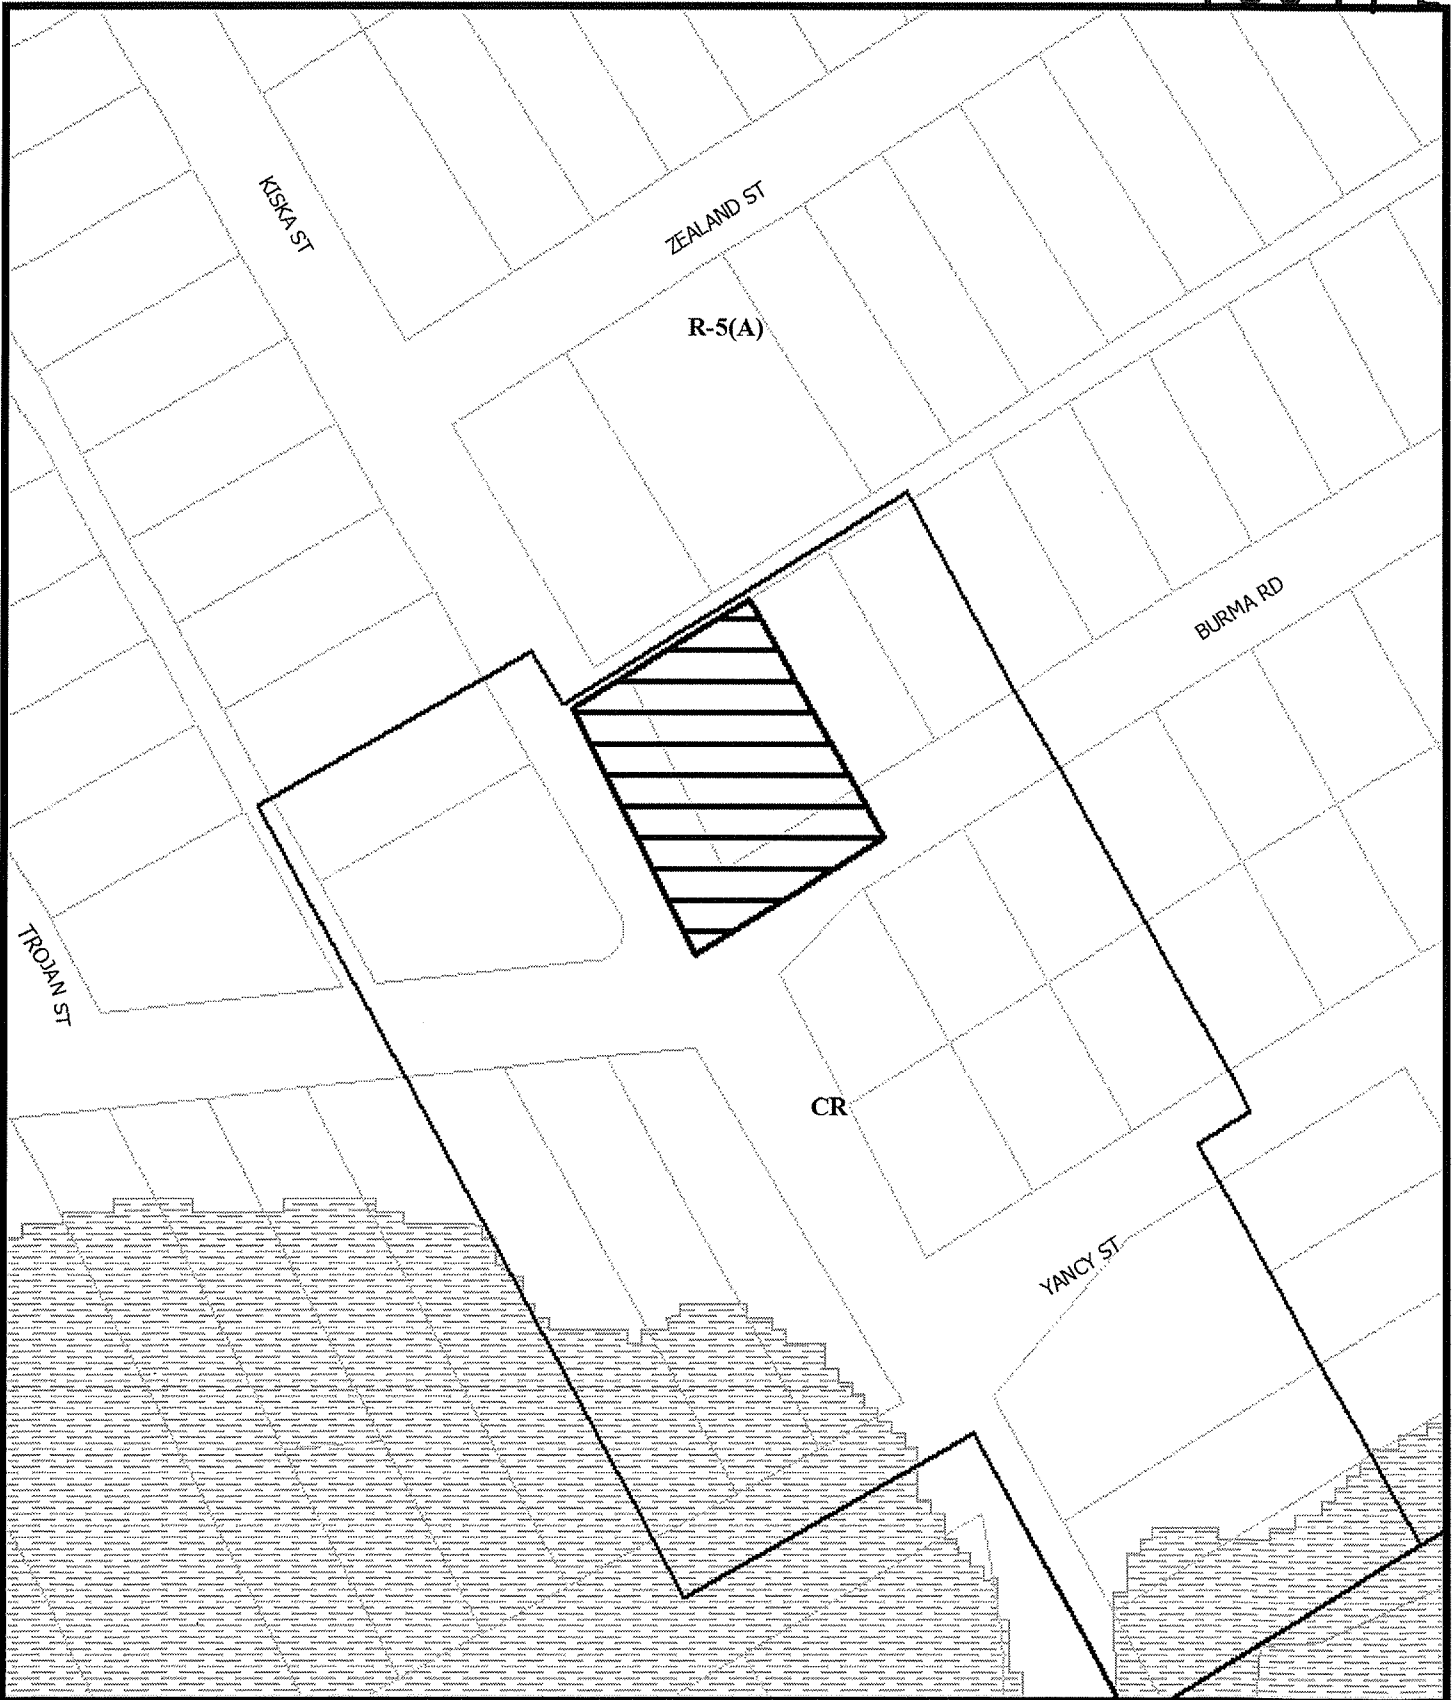 KISKA ST
ZEALAND ST
R-5(A)
BURMA RD
TROJAN ST
CR
YANCY ST